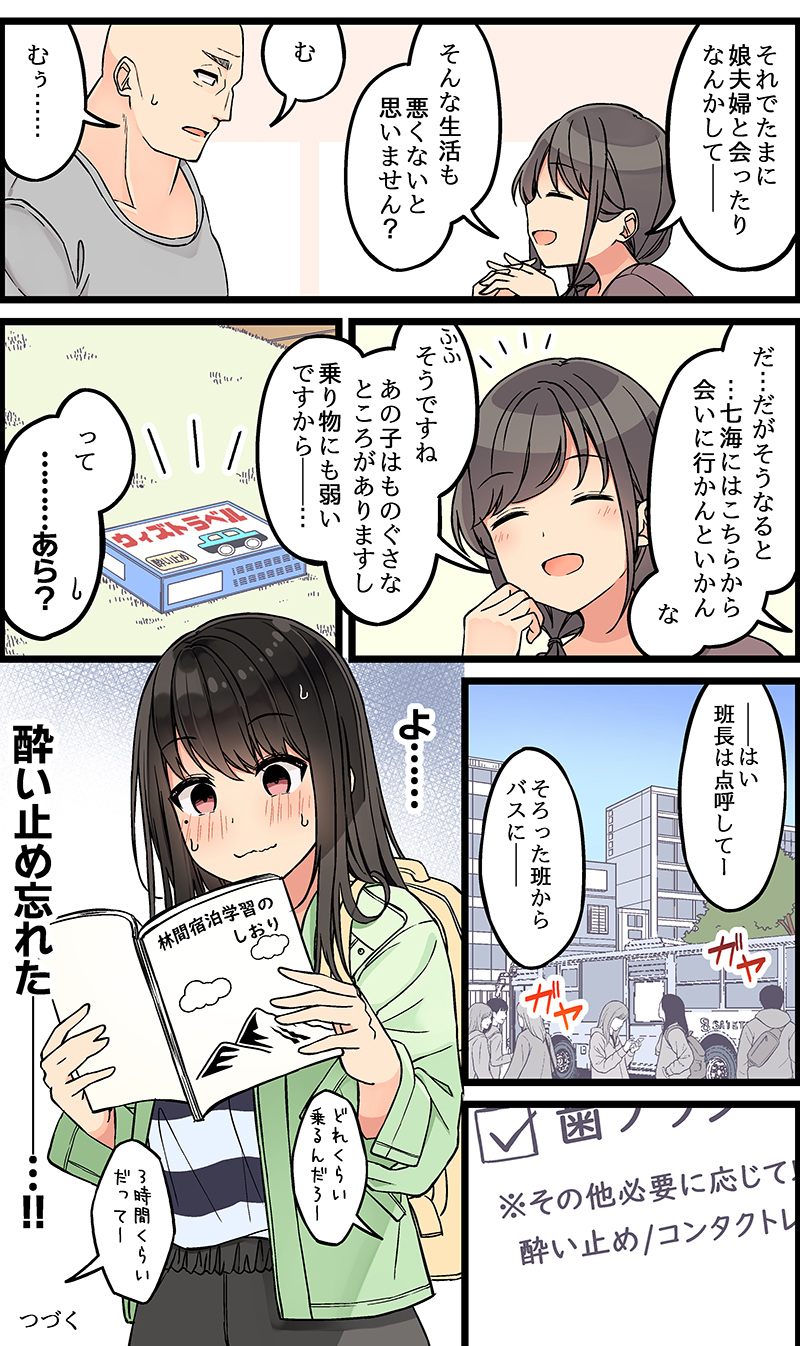 それでたまに
娘夫婦と会ったり
なんかして――
そんな生活も
悪くないと
思いません?
む
むぅ……
だ…だがそうなると
…七海にはこちらから
会いに行かんといかん
な
ふふ
そうですね
あの子はものぐさな
ところがありますし
乗り物にも弱い
ですから――…
ウィズトラベル
酔い止め
って
………あら?
――はい
班長は点呼してー
そろった班から
バスに――
ガヤ
ガヤ
※その他必要に応じて
酔い止め/コンタクトレ
よ……
酔い止め忘れた――…!!
林間宿泊学習の
しおり
どれくらい
乗るんだろー
3時間くらい
だってー
つづく